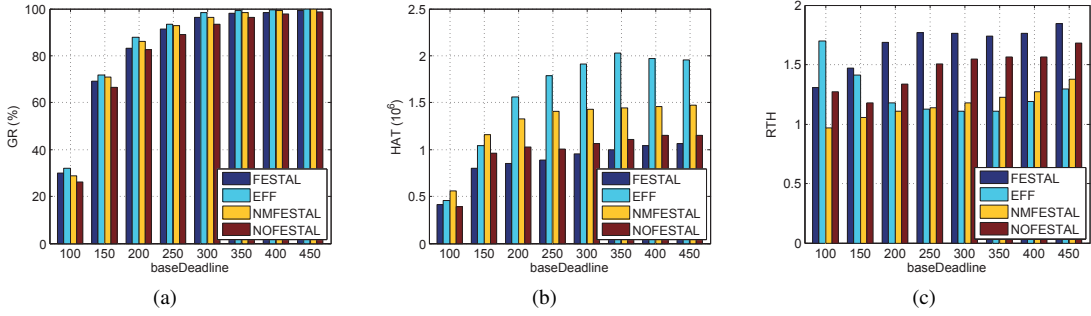 100
80
60
40
20
0
GR (%)
FESTAL
EFF
NMFESTAL
NOFESTAL
100 150 200 250 300 350 400 450
baseDeadline
(a)
2.5
2
1.5
1
0.5
0
HAT (10^6)
FESTAL
EFF
NMFESTAL
NOFESTAL
100 150 200 250 300 350 400 450
baseDeadline
(b)
2
1.5
1
0.5
0
RTH
FESTAL
EFF
NMFESTAL
NOFESTAL
100 150 200 250 300 350 400 450
baseDeadline
(c)